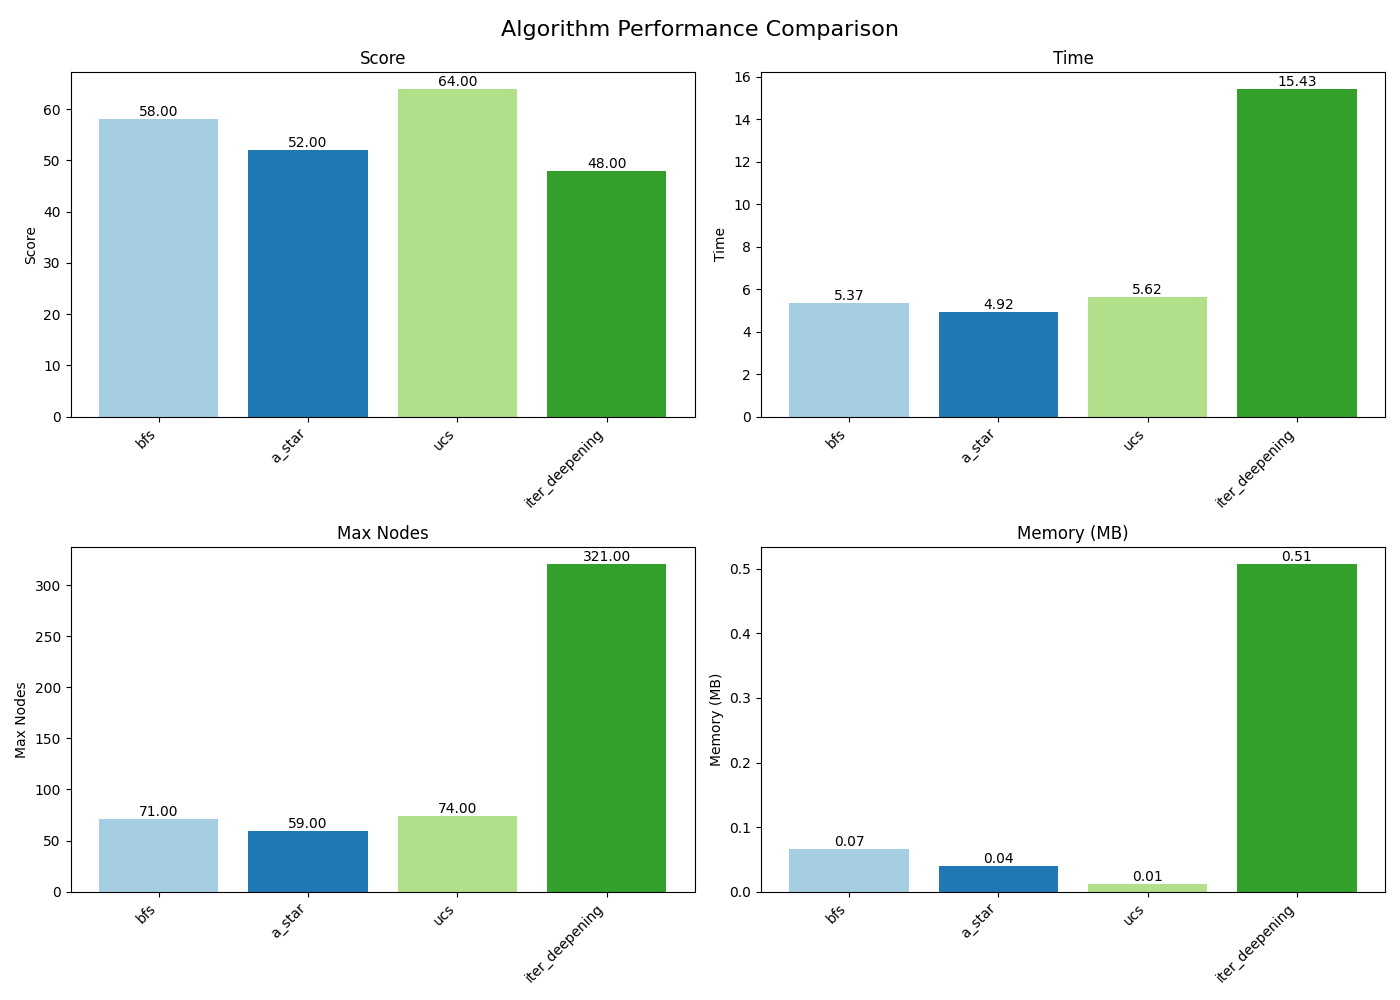 Algorithm Performance Comparison
Score
Score
60
50
40
30
20
10
0
58.00
52.00
64.00
48.00
bfs
a_star
ucs
iter_deepening
Time
Time
16
14
12
10
8
6
4
2
0
5.37
4.92
5.62
15.43
bfs
a_star
ucs
iter_deepening
Max Nodes
Max Nodes
300
250
200
150
100
50
0
71.00
59.00
74.00
321.00
bfs
a_star
ucs
iter_deepening
Memory (MB)
Memory (MB)
0.5
0.4
0.3
0.2
0.1
0.0
0.07
0.04
0.01
0.51
bfs
a_star
ucs
iter_deepening